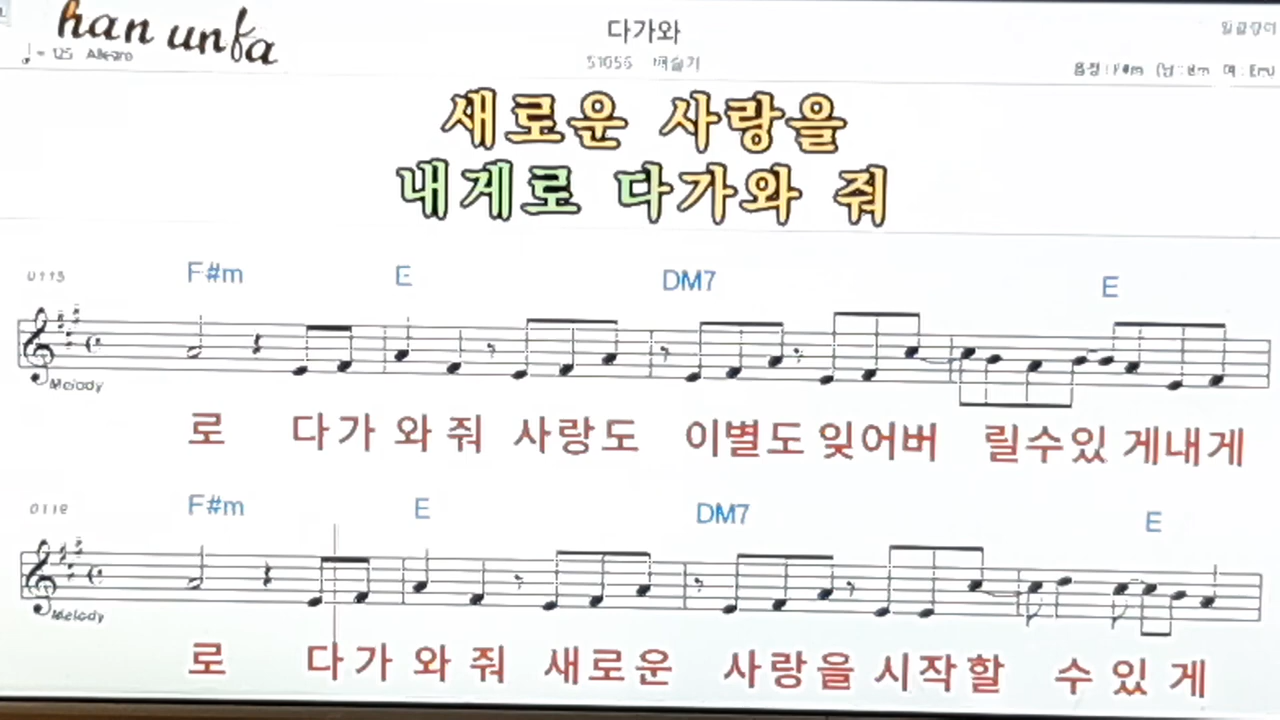 han unfa
다가와
= 125 Allegro
새로운 사랑을
내게로 다가와 줘
F#m E DM7 E
Melody
로 다가 와 줘 사랑도 이별도 잊어버 릴수있 게내게
F#m E DM7 E
Melody
로 다가 와 줘 새로운 사랑을 시작할 수 있 게